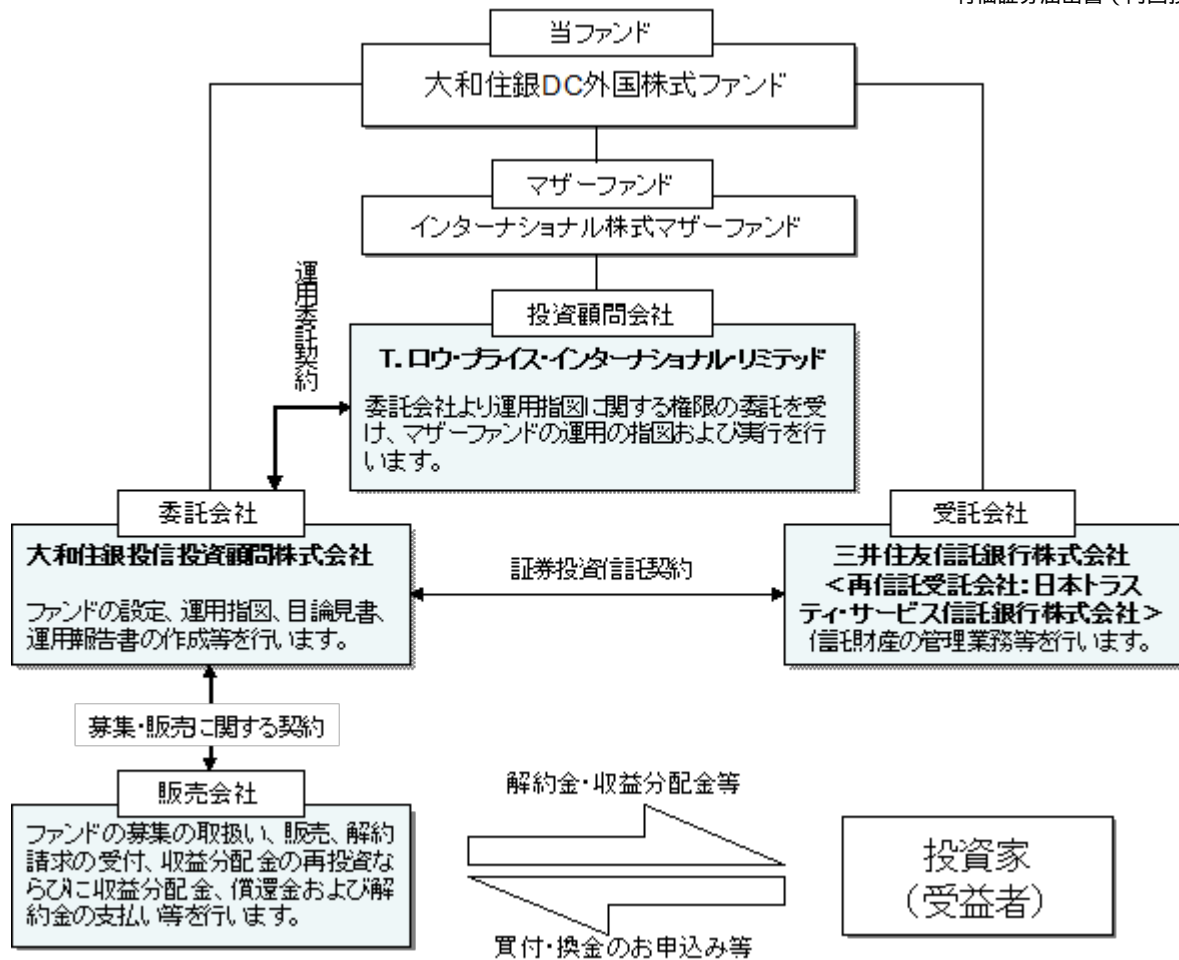 当ファンド
大和住銀DC外国株式ファンド
マザーファンド
インターナショナル株式マザーファンド
運用委託契約
投資顧問会社
T.ロウ・プライス・インターナショナル・リミテッド
委託会社より運用指図に関する権限の委託を受
け、マザーファンドの運用の指図および実行を行
います。
委託会社
大和住銀投信投資顧問株式会社
ファンドの設定、運用指図、目論見書、
運用報告書の作成等を行います。
証券投資信託契約
受託会社
三井住友信託銀行株式会社
<再信託受託会社:日本トラス
ティ・サービス信託銀行株式会社>
信託財産の管理業務等を行います。
募集・販売に関する契約
販売会社
ファンドの募集の取扱い、販売、解約
請求の受付、収益分配金の再投資な
らびに収益分配金、償還金および解
約金の支払い等を行います。
解約金・収益分配金等
買付・換金のお申込み等
投資家
(受益者)